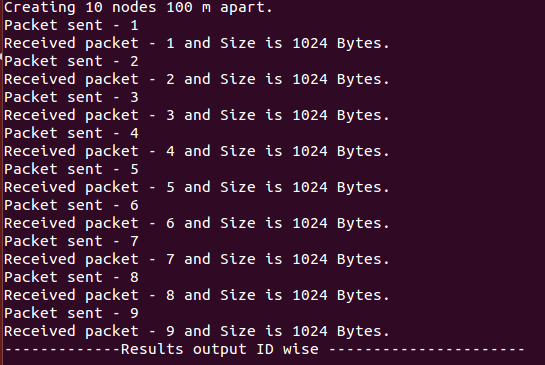 Creating 10 nodes 100 m apart.
Packet sent - 1
Received packet - 1 and Size is 1024 Bytes.
Packet sent - 2
Received packet - 2 and Size is 1024 Bytes.
Packet sent - 3
Received packet - 3 and Size is 1024 Bytes.
Packet sent - 4
Received packet - 4 and Size is 1024 Bytes.
Packet sent - 5
Received packet - 5 and Size is 1024 Bytes.
Packet sent - 6
Received packet - 6 and Size is 1024 Bytes.
Packet sent - 7
Received packet - 7 and Size is 1024 Bytes.
Packet sent - 8
Received packet - 8 and Size is 1024 Bytes.
Packet sent - 9
Received packet - 9 and Size is 1024 Bytes.
-------------Results output ID wise ----------------------